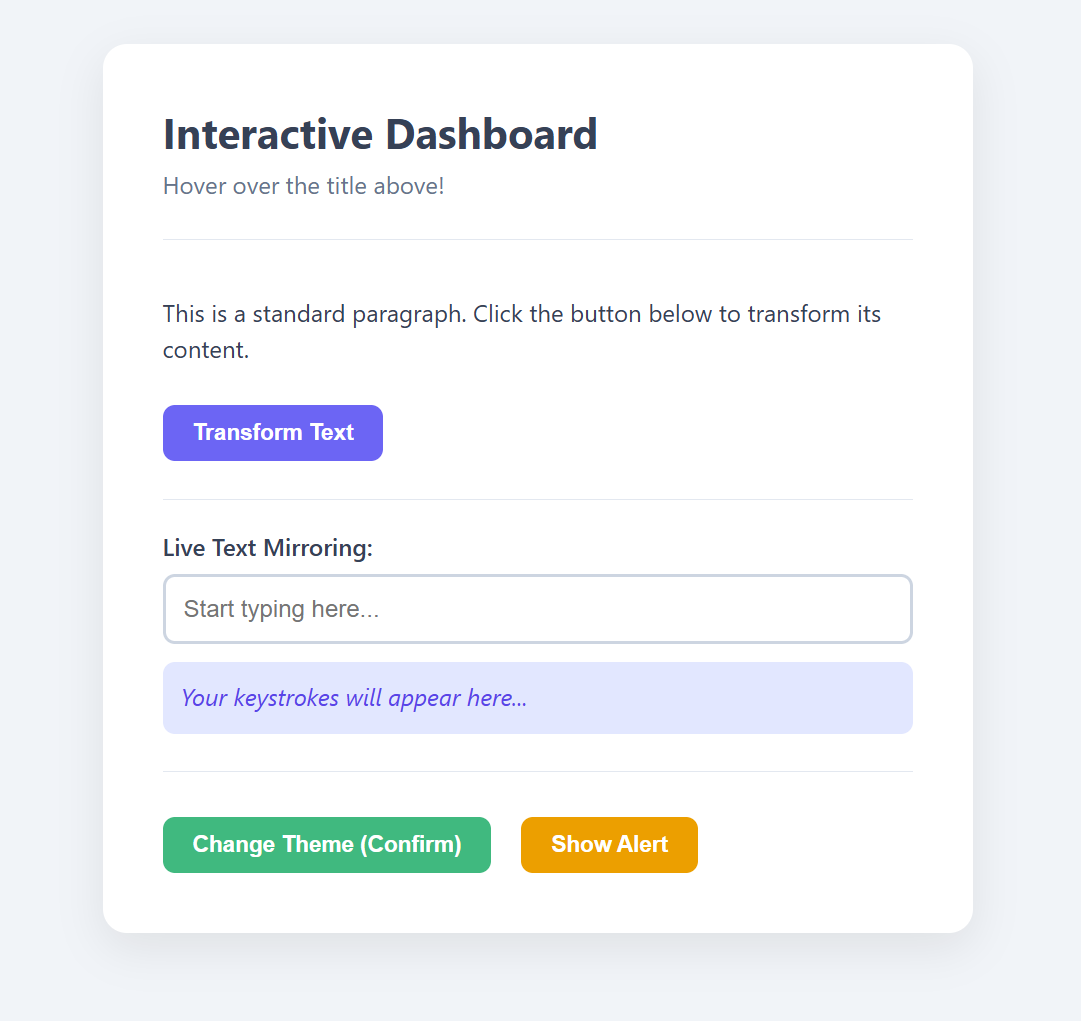 Interactive Dashboard
Hover over the title above!
This is a standard paragraph. Click the button below to transform its
content.
Transform Text
Live Text Mirroring:
Start typing here...
Your keystrokes will appear here...
Change Theme (Confirm)
Show Alert